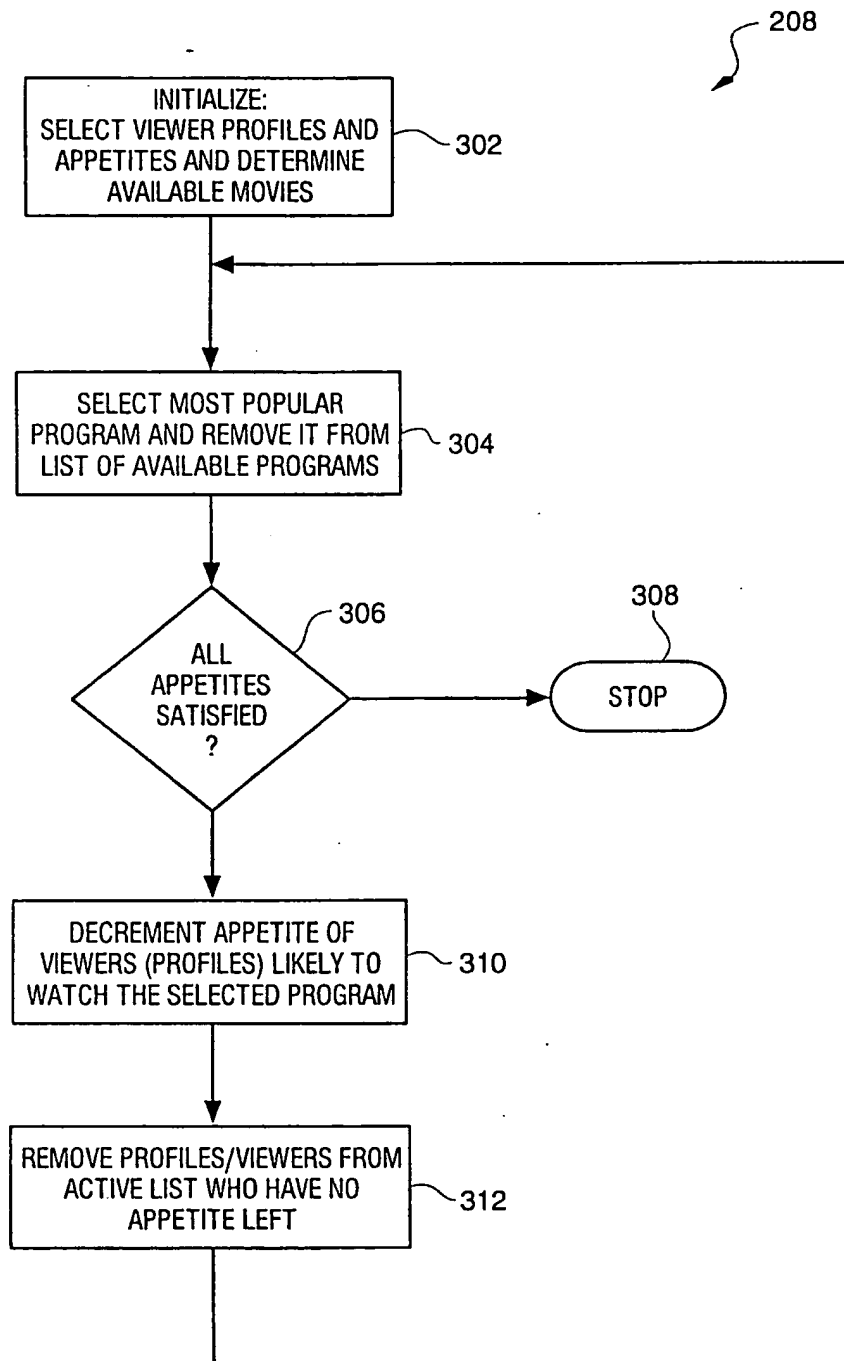 208
INITIALIZE:
SELECT VIEWER PROFILES AND
APPETITES AND DETERMINE
AVAILABLE MOVIES
302
SELECT MOST POPULAR
PROGRAM AND REMOVE IT FROM
LIST OF AVAILABLE PROGRAMS
304
306
ALL
APPETITES
SATISFIED
?
308
STOP
DECREMENT APPETITE OF
VIEWERS (PROFILES) LIKELY TO
WATCH THE SELECTED PROGRAM
310
REMOVE PROFILES/VIEWERS FROM
ACTIVE LIST WHO HAVE NO
APPETITE LEFT
312